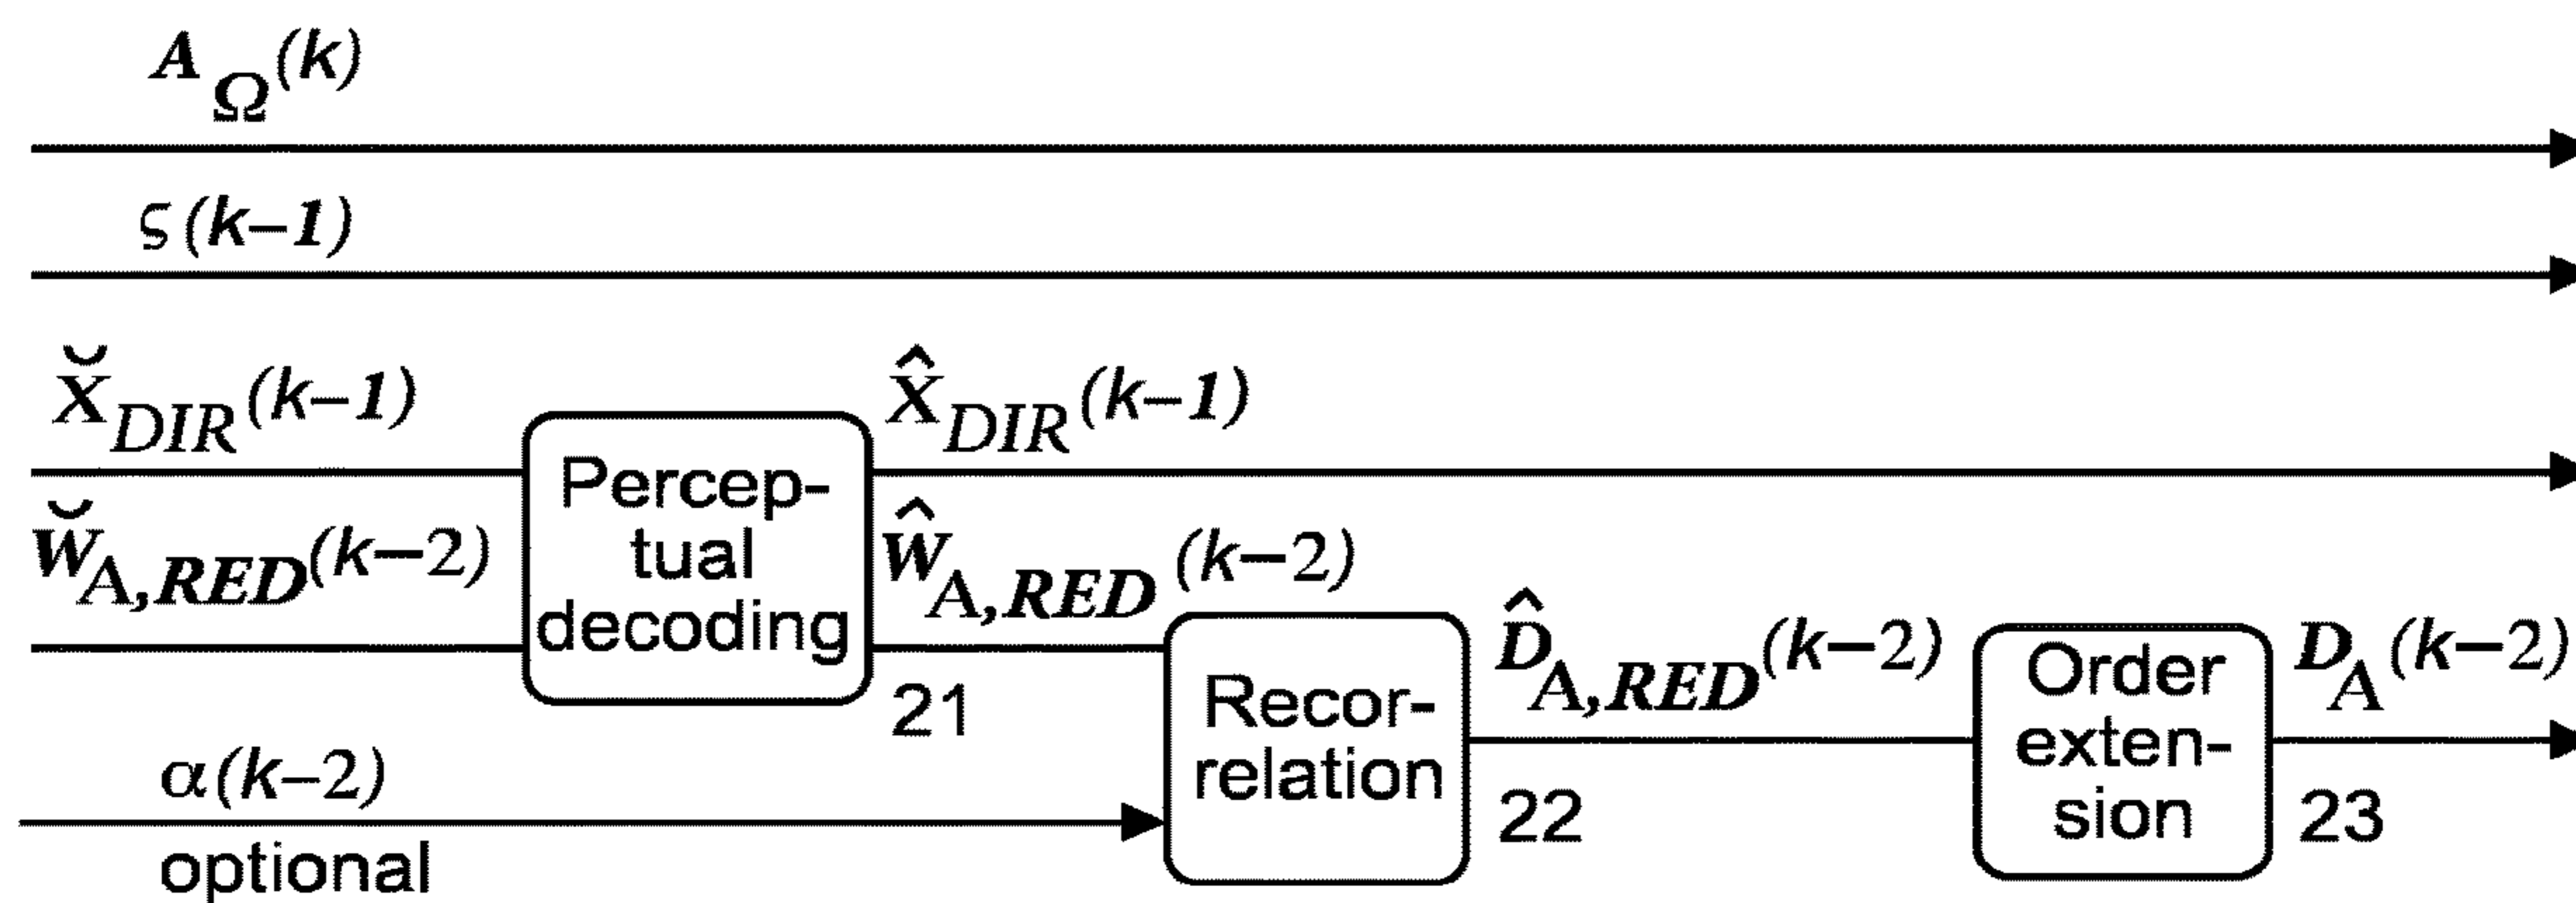 A_Ω(k)
ς(k–1)
X̆_DIR(k–1)
X̂_DIR(k–1)
W̆_A,RED(k–2)
Percep-
tual
decoding
Ŵ_A,RED(k–2)
21
α(k–2)
optional
Recor-
relation
22
D̂_A,RED(k–2)
Order
exten-
sion
23
D_A(k–2)